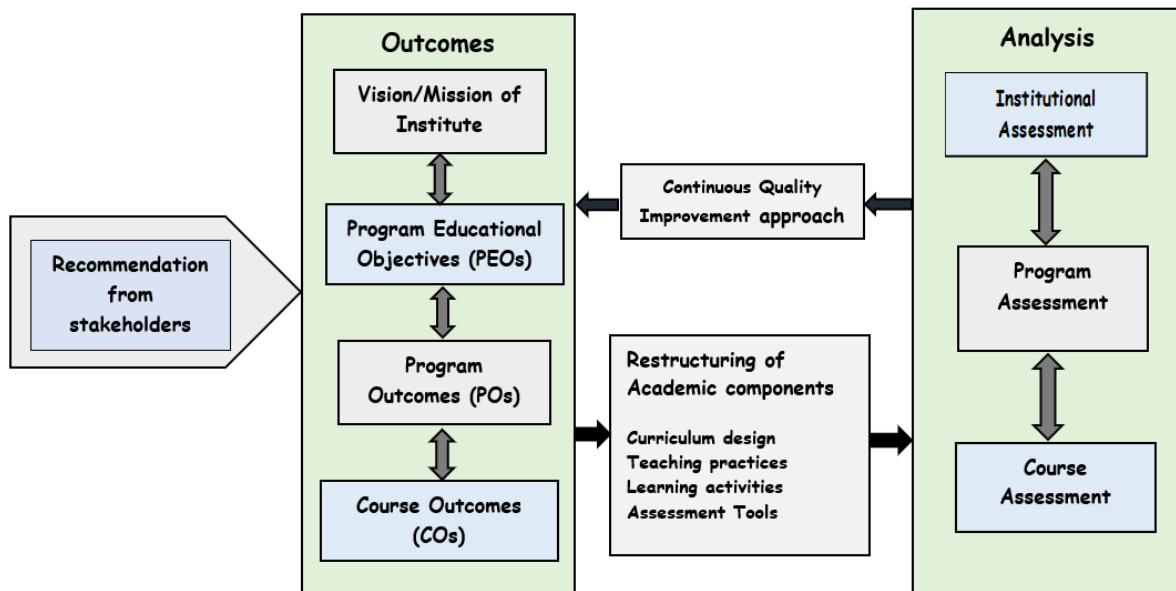 Outcomes
Vision/Mission of
Institute
Program Educational
Objectives (PEOs)
Program
Outcomes (POs)
Course Outcomes
(COs)
Recommendation
from
stakeholders
Continuous Quality
Improvement approach
Restructuring of
Academic components
Curriculum design
Teaching practices
Learning activities
Assessment Tools
Analysis
Institutional
Assessment
Program
Assessment
Course
Assessment